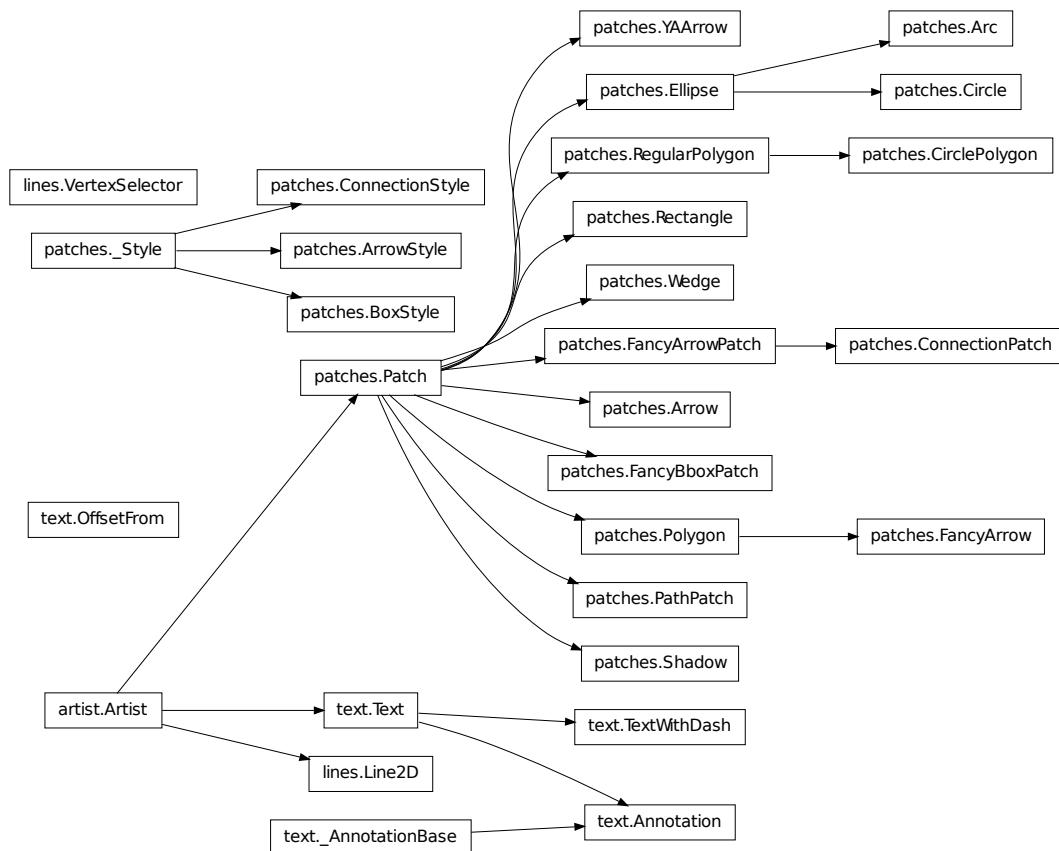 patches.YAArrow
patches.Arc
patches.Ellipse
patches.Circle
patches.RegularPolygon
patches.CirclePolygon
lines.VertexSelector
patches.ConnectionStyle
patches.Rectangle
patches._Style
patches.ArrowStyle
patches.Wedge
patches.BoxStyle
patches.FancyArrowPatch
patches.ConnectionPatch
patches.Patch
patches.Arrow
patches.FancyBboxPatch
text.OffsetFrom
patches.Polygon
patches.FancyArrow
patches.PathPatch
patches.Shadow
artist.Artist
text.Text
text.TextWithDash
lines.Line2D
text.Annotation
text._AnnotationBase